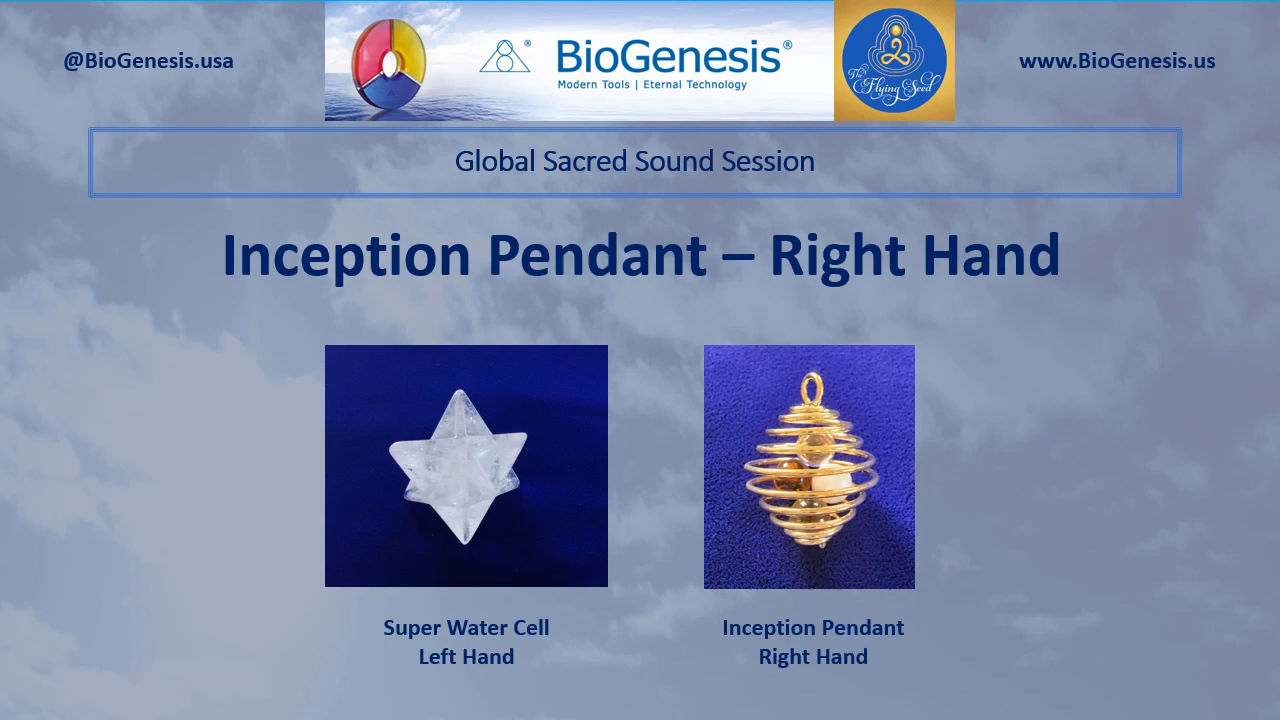 @BioGenesis.usa
BioGenesis®
Modern Tools | Eternal Technology
The
Flying Seed
www.BioGenesis.us
Global Sacred Sound Session
Inception Pendant – Right Hand
Super Water Cell
Left Hand
Inception Pendant
Right Hand